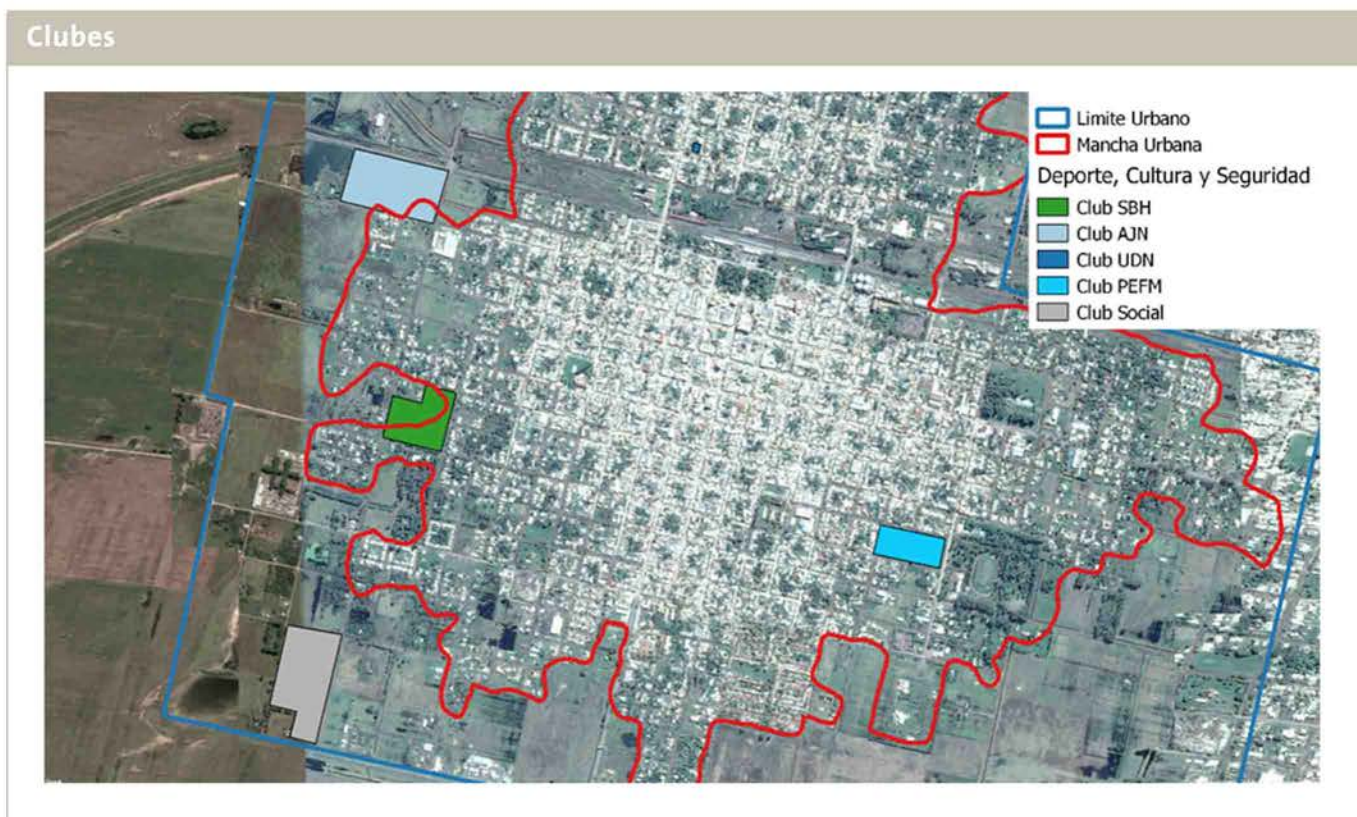 Clubes
Limite Urbano
Mancha Urbana
Deporte, Cultura y Seguridad
Club SBH
Club AJN
Club UDN
Club PEFM
Club Social